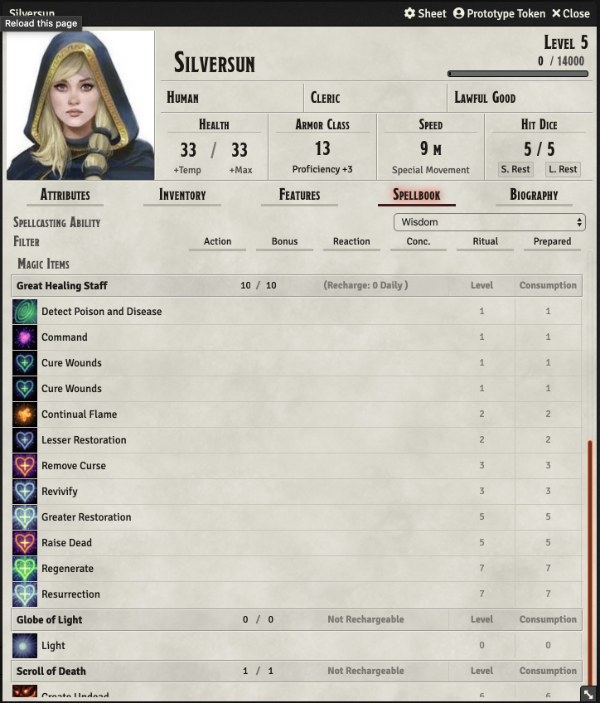 Silversun Sheet Prototype Token Close
Reload this page
Silversun
Level 5
0 / 14000
Human Cleric Lawful Good
Health Armor Class Speed Hit Dice
33 / 33 13 9 m 5 / 5
+Temp +Max Proficiency +3 Special Movement S. Rest L. Rest
Attributes Inventory Features Spellbook Biography
Spellcasting Ability Wisdom
Filter Action Bonus Reaction Conc. Ritual Prepared
Magic Items
Great Healing Staff 10 / 10 (Recharge: 0 Daily ) Level Consumption
Detect Poison and Disease 1 1
Command 1 1
Cure Wounds 1 1
Cure Wounds 1 1
Continual Flame 2 2
Lesser Restoration 2 2
Remove Curse 3 3
Revivify 3 3
Greater Restoration 5 5
Raise Dead 5 5
Regenerate 7 7
Resurrection 7 7
Globe of Light 0 / 0 Not Rechargeable Level Consumption
Light 0 0
Scroll of Death 1 / 1 Not Rechargeable Level Consumption
Create Undead 6 6